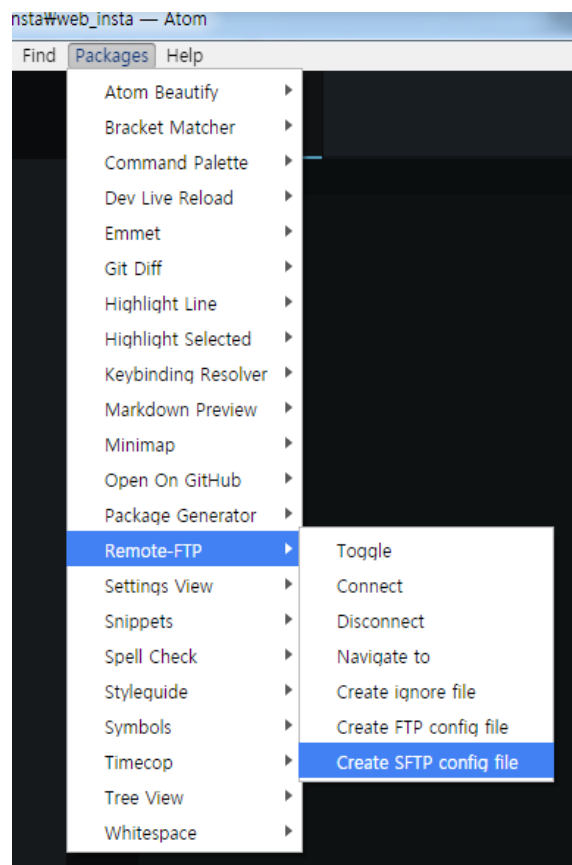 insta₩web_insta — Atom
Find Packages Help
Atom Beautify
Bracket Matcher
Command Palette
Dev Live Reload
Emmet
Git Diff
Highlight Line
Highlight Selected
Keybinding Resolver
Markdown Preview
Minimap
Open On GitHub
Package Generator
Remote-FTP
Settings View
Snippets
Spell Check
Styleguide
Symbols
Timecop
Tree View
Whitespace
Toggle
Connect
Disconnect
Navigate to
Create ignore file
Create FTP config file
Create SFTP config file